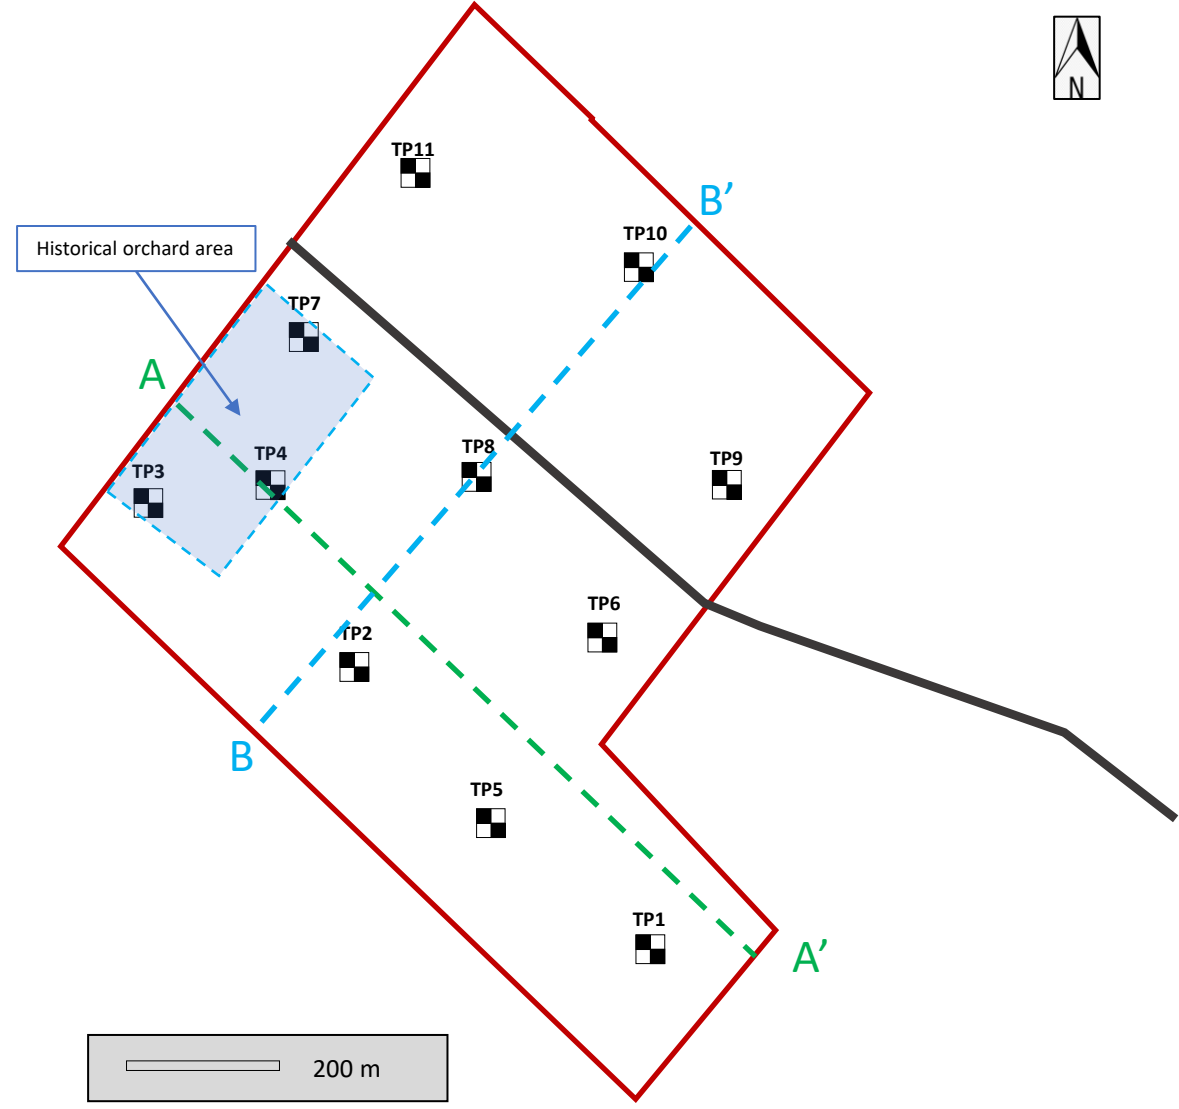 N
TP11
B’
TP10
Historical orchard area
TP7
A
TP8
TP4
TP9
TP3
TP6
TP2
B
TP5
TP1
A’
200 m